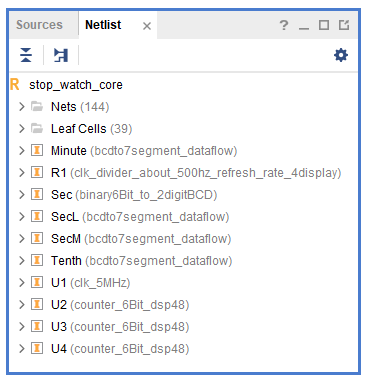 Sources Netlist × ? _
R stop_watch_core
> Nets (144)
> Leaf Cells (39)
> I Minute (bcdto7segment_dataflow)
> I R1 (clk_divider_about_500hz_refresh_rate_4display)
> I Sec (binary6Bit_to_2digitBCD)
> I SecL (bcdto7segment_dataflow)
> I SecM (bcdto7segment_dataflow)
> I Tenth (bcdto7segment_dataflow)
> I U1 (clk_5MHz)
> I U2 (counter_6Bit_dsp48)
> I U3 (counter_6Bit_dsp48)
> I U4 (counter_6Bit_dsp48)